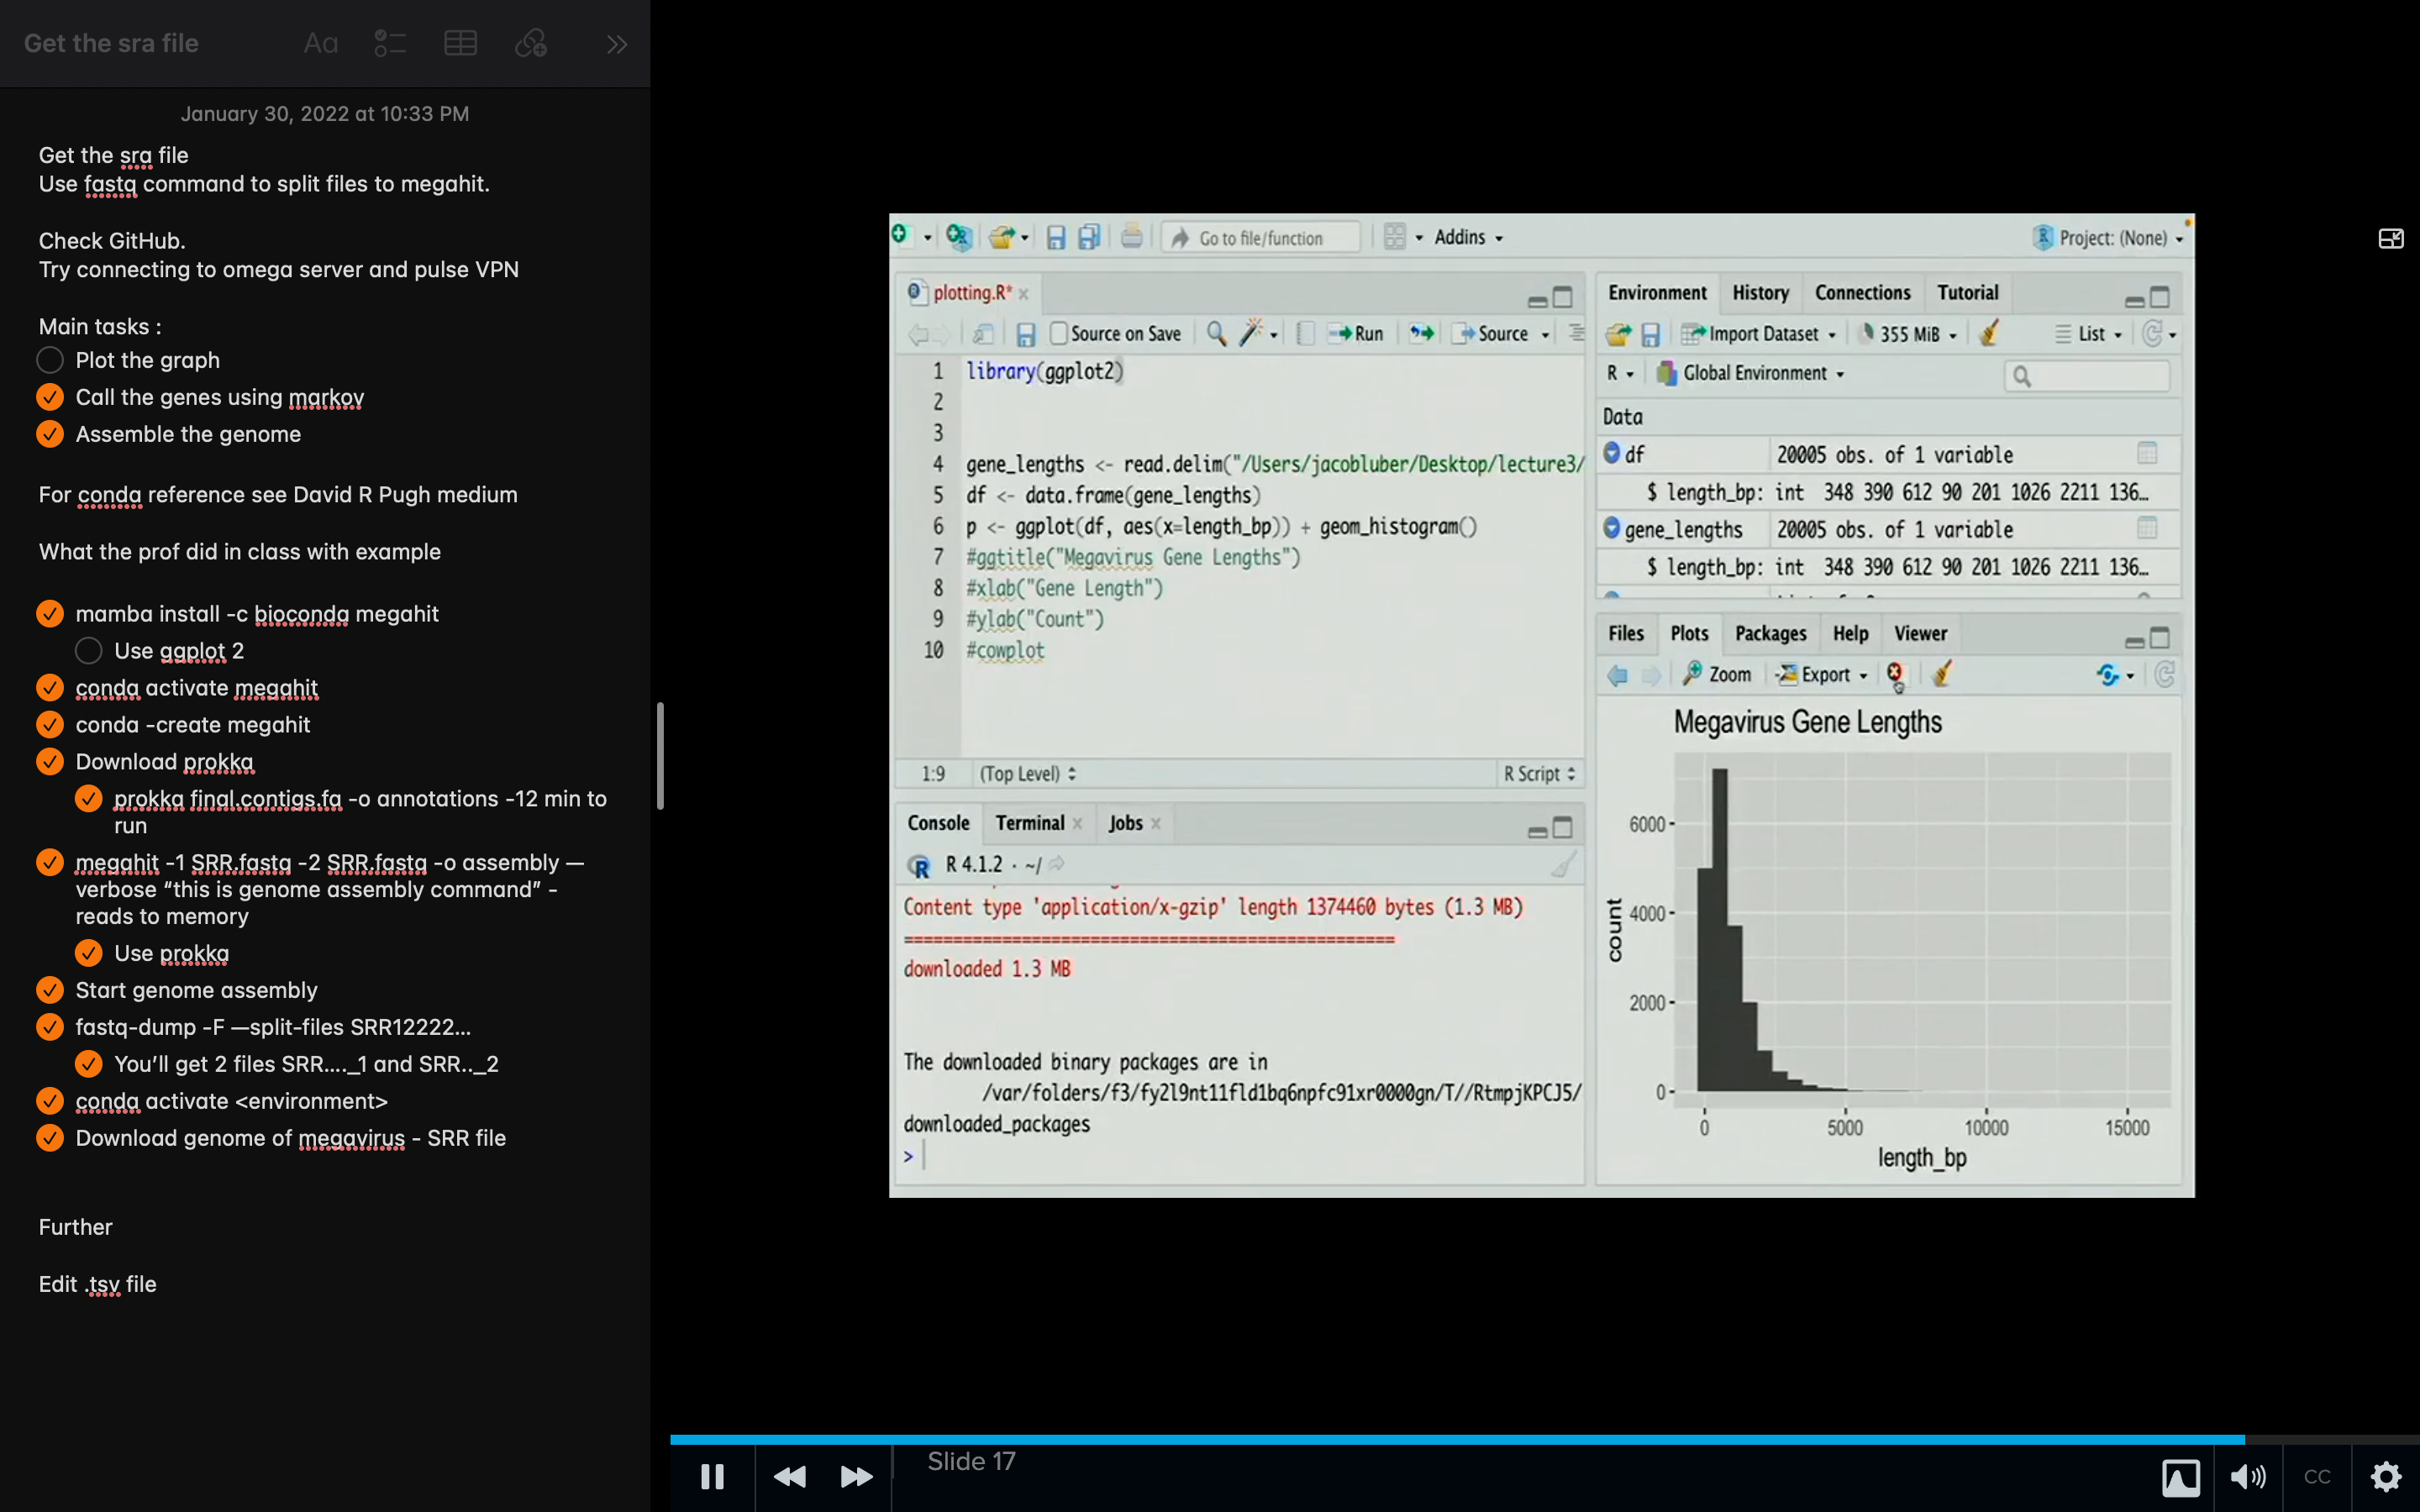 Get the sra file
Aa
January 30, 2022 at 10:33 PM
Get the sra file
Use fastq command to split files to megahit.
Check GitHub.
Try connecting to omega server and pulse VPN
Main tasks :
Plot the graph
Call the genes using markov
Assemble the genome
For conda reference see David R Pugh medium
What the prof did in class with example
mamba install -c bioconda megahit
Use ggplot 2
conda activate megahit
conda -create megahit
Download prokka
prokka final.contigs.fa -o annotations -12 min to
run
megahit -1 SRR.fastq -2 SRR.fastq -o assembly —
verbose “this is genome assembly command” -
reads to memory
Use prokka
Start genome assembly
fastq-dump -F —split-files SRR12222...
You’ll get 2 files SRR...._1 and SRR.._2
conda activate <environment>
Download genome of megavirus - SRR file
Further
Edit .tsv file
Go to file/function
Addins
Project: (None)
plotting.R*
Source on Save
Run
Source
1 library(ggplot2)
2
3
4 gene_lengths <- read.delim("/Users/jacobluber/Desktop/lecture3/
5 df <- data.frame(gene_lengths)
6 p <- ggplot(df, aes(x=length_bp)) + geom_histogram()
7 #ggtitle("Megavirus Gene Lengths")
8 #xlab("Gene Length")
9 #ylab("Count")
10 #cowplot
1:9 (Top Level) R Script
Console Terminal Jobs
R 4.1.2 · ~/
Content type 'application/x-gzip' length 1374460 bytes (1.3 MB)
==================================================
downloaded 1.3 MB
The downloaded binary packages are in
/var/folders/f3/fy2l9nt11fld1bq6npfc91xr0000gn/T//RtmpjKPCJ5/
downloaded_packages
>
Environment History Connections Tutorial
Import Dataset 355 MiB List
R Global Environment
Data
df 20005 obs. of 1 variable
$ length_bp: int 348 390 612 90 201 1026 2211 136…
gene_lengths 20005 obs. of 1 variable
$ length_bp: int 348 390 612 90 201 1026 2211 136…
Files Plots Packages Help Viewer
Zoom Export
Megavirus Gene Lengths
count
6000
4000
2000
0
0 5000 10000 15000
length_bp
Slide 17
CC